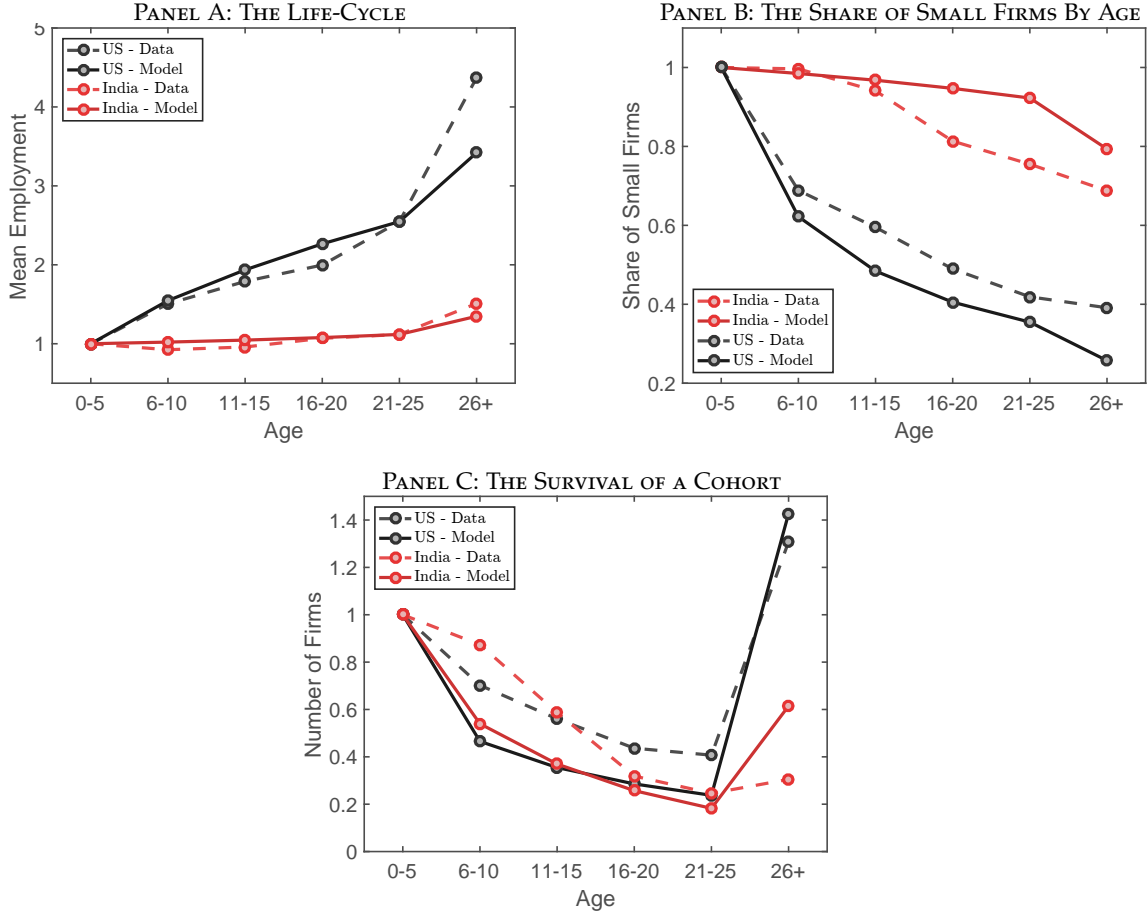 PANEL A: THE LIFE-CYCLE
5
4
3
2
1
Mean Employment
US - Data
US - Model
India - Data
India - Model
0-5 6-10 11-15 16-20 21-25 26+
Age
PANEL B: THE SHARE OF SMALL FIRMS BY AGE
1
0.8
0.6
0.4
0.2
Share of Small Firms
India - Data
India - Model
US - Data
US - Model
0-5 6-10 11-15 16-20 21-25 26+
Age
PANEL C: THE SURVIVAL OF A COHORT
1.4
1.2
1
0.8
0.6
0.4
0.2
0
Number of Firms
US - Data
US - Model
India - Data
India - Model
0-5 6-10 11-15 16-20 21-25 26+
Age